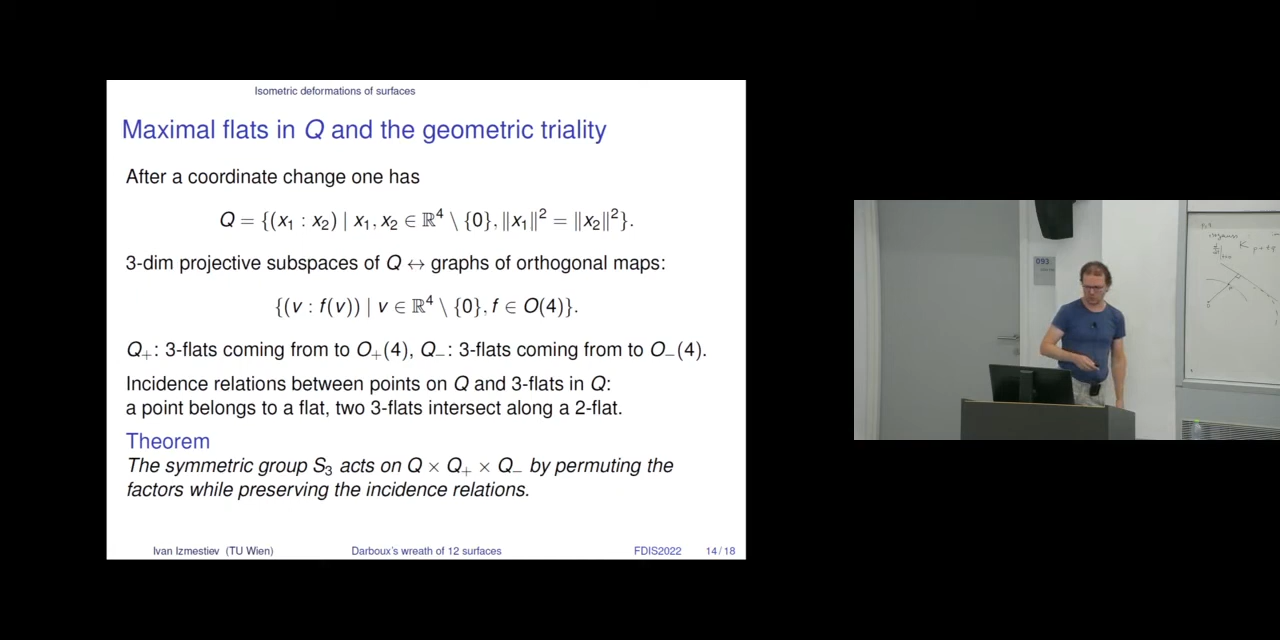 Isometric deformations of surfaces
Maximal flats in Q and the geometric triality
After a coordinate change one has
Q = {(x₁ : x₂) | x₁, x₂ ∈ ℝ⁴ \ {0}, ‖x₁‖² = ‖x₂‖²}.
3-dim projective subspaces of Q ↔ graphs of orthogonal maps:
{(v : f(v)) | v ∈ ℝ⁴ \ {0}, f ∈ O(4)}.
Q₊: 3-flats coming from to O₊(4), Q₋: 3-flats coming from to O₋(4).
Incidence relations between points on Q and 3-flats in Q:
a point belongs to a flat, two 3-flats intersect along a 2-flat.
Theorem
The symmetric group S₃ acts on Q × Q₊ × Q₋ by permuting the
factors while preserving the incidence relations.
Ivan Izmestiev (TU Wien) Darboux's wreath of 12 surfaces FDIS2022 14 / 18
093